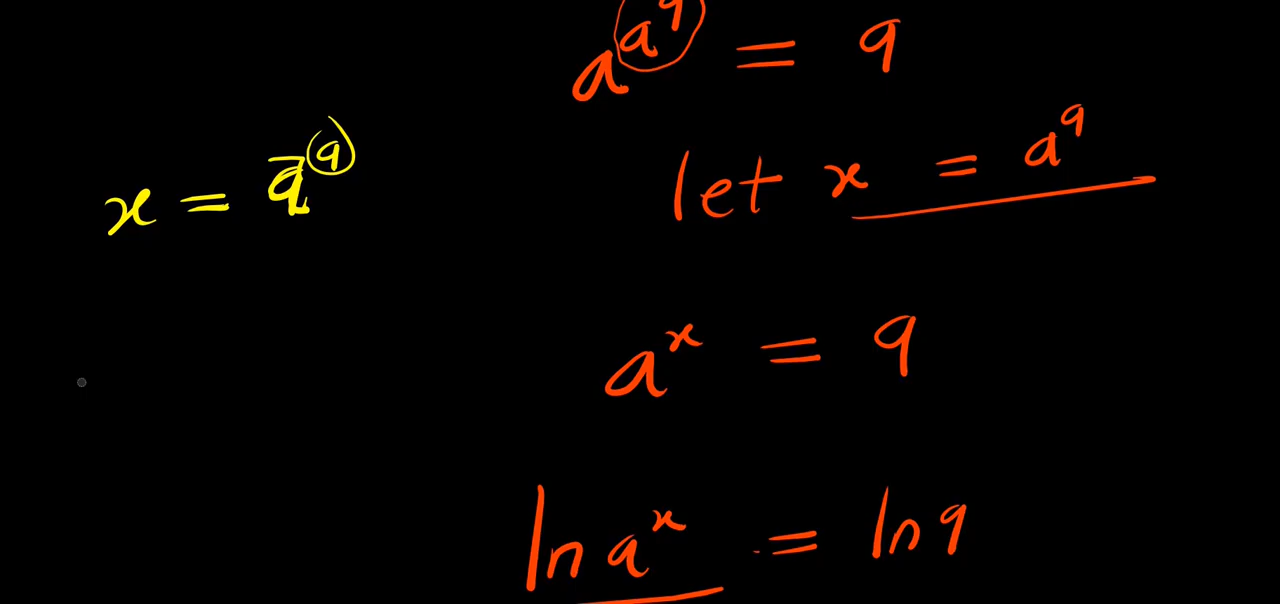 a^{a^9} = 9
let x = a^9
x = a^{(9)}
a^x = 9
ln a^x = ln 9